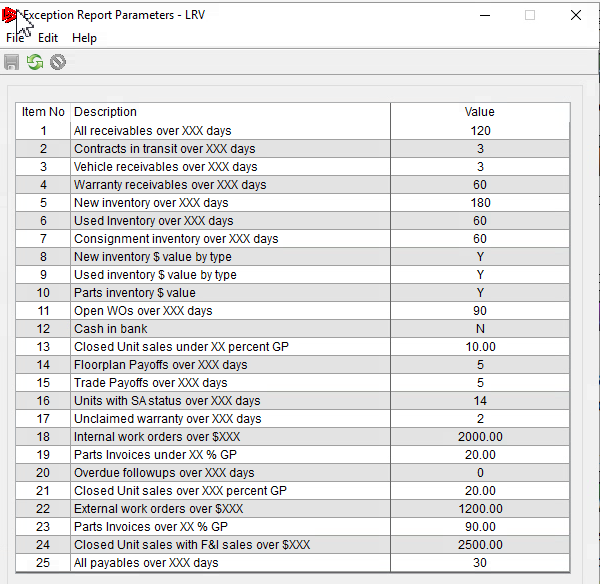 Exception Report Parameters - LRV
File Edit Help
Item No Description Value
1 All receivables over XXX days 120
2 Contracts in transit over XXX days 3
3 Vehicle receivables over XXX days 3
4 Warranty receivables over XXX days 60
5 New inventory over XXX days 180
6 Used Inventory over XXX days 60
7 Consignment inventory over XXX days 60
8 New inventory $ value by type Y
9 Used inventory $ value by type Y
10 Parts inventory $ value Y
11 Open WOs over XXX days 90
12 Cash in bank N
13 Closed Unit sales under XX percent GP 10.00
14 Floorplan Payoffs over XXX days 5
15 Trade Payoffs over XXX days 5
16 Units with SA status over XXX days 14
17 Unclaimed warranty over XXX days 2
18 Internal work orders over $XXX 2000.00
19 Parts Invoices under XX % GP 20.00
20 Overdue followups over XXX days 0
21 Closed Unit sales over XXX percent GP 20.00
22 External work orders over $XXX 1200.00
23 Parts Invoices over XX % GP 90.00
24 Closed Unit sales with F&I sales over $XXX 2500.00
25 All payables over XXX days 30